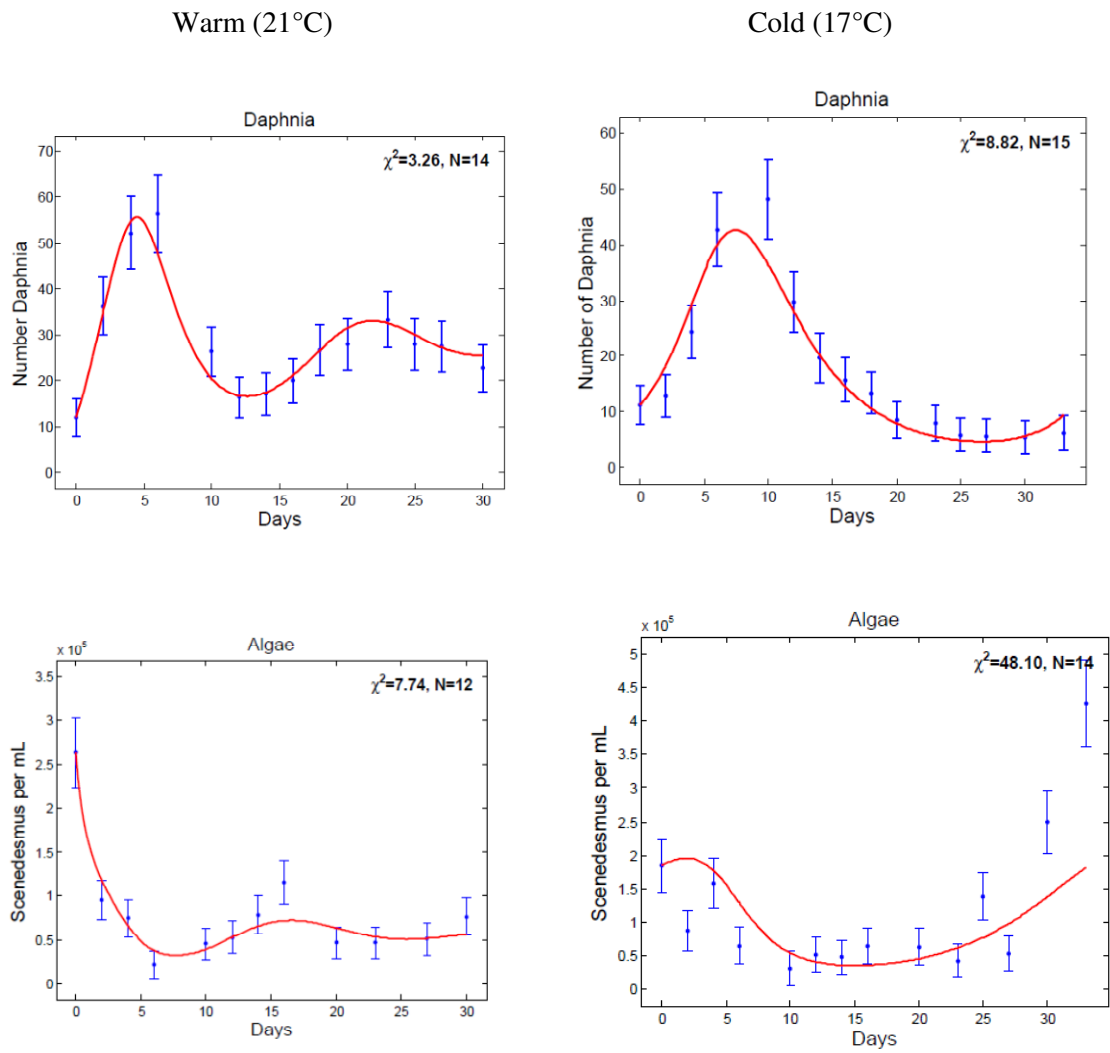 Warm (21°C)
Cold (17°C)
Daphnia
χ²=3.26, N=14
Number Daphnia
70
60
50
40
30
20
10
0
0 5 10 15 20 25 30
Days
Daphnia
χ²=8.82, N=15
Number of Daphnia
60
50
40
30
20
10
0
0 5 10 15 20 25 30
Days
Algae
x 10⁵
χ²=7.74, N=12
Scenedesmus per mL
3.5
3
2.5
2
1.5
1
0.5
0
0 5 10 15 20 25 30
Days
Algae
x 10⁵
χ²=48.10, N=14
Scenedesmus per mL
5
4.5
4
3.5
3
2.5
2
1.5
1
0.5
0
0 5 10 15 20 25 30
Days